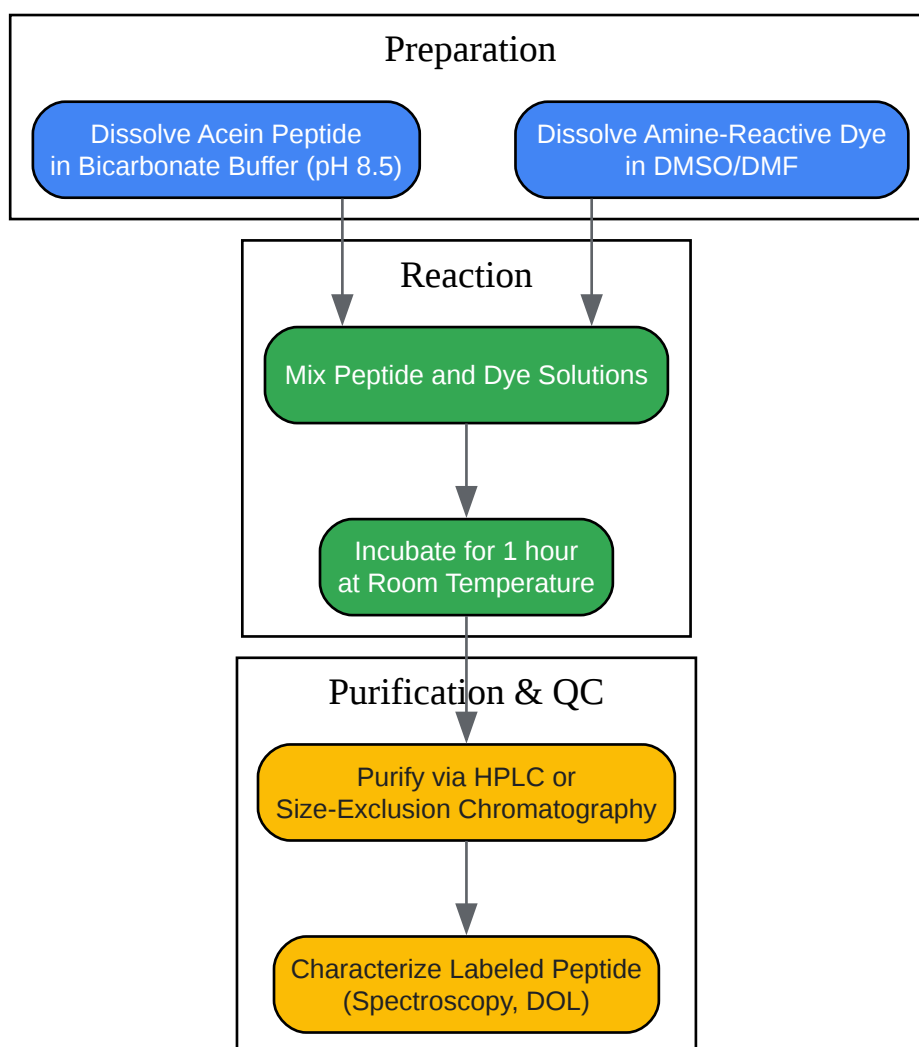 Preparation
Dissolve Acein Peptide
in Bicarbonate Buffer (pH 8.5)
Dissolve Amine-Reactive Dye
in DMSO/DMF
Reaction
Mix Peptide and Dye Solutions
Incubate for 1 hour
at Room Temperature
Purification & QC
Purify via HPLC or
Size-Exclusion Chromatography
Characterize Labeled Peptide
(Spectroscopy, DOL)